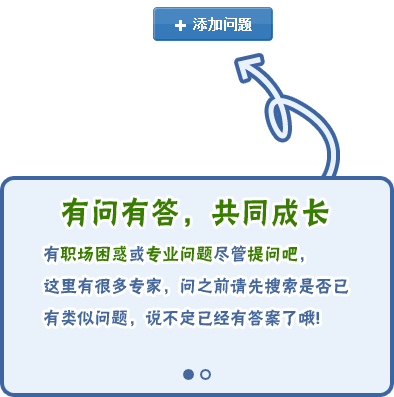 + 添加问题
有问有答，共同成长
有职场困惑或专业问题尽管提问吧，
这里有很多专家，问之前请先搜索是否已
有类似问题，说不定已经有答案了哦!